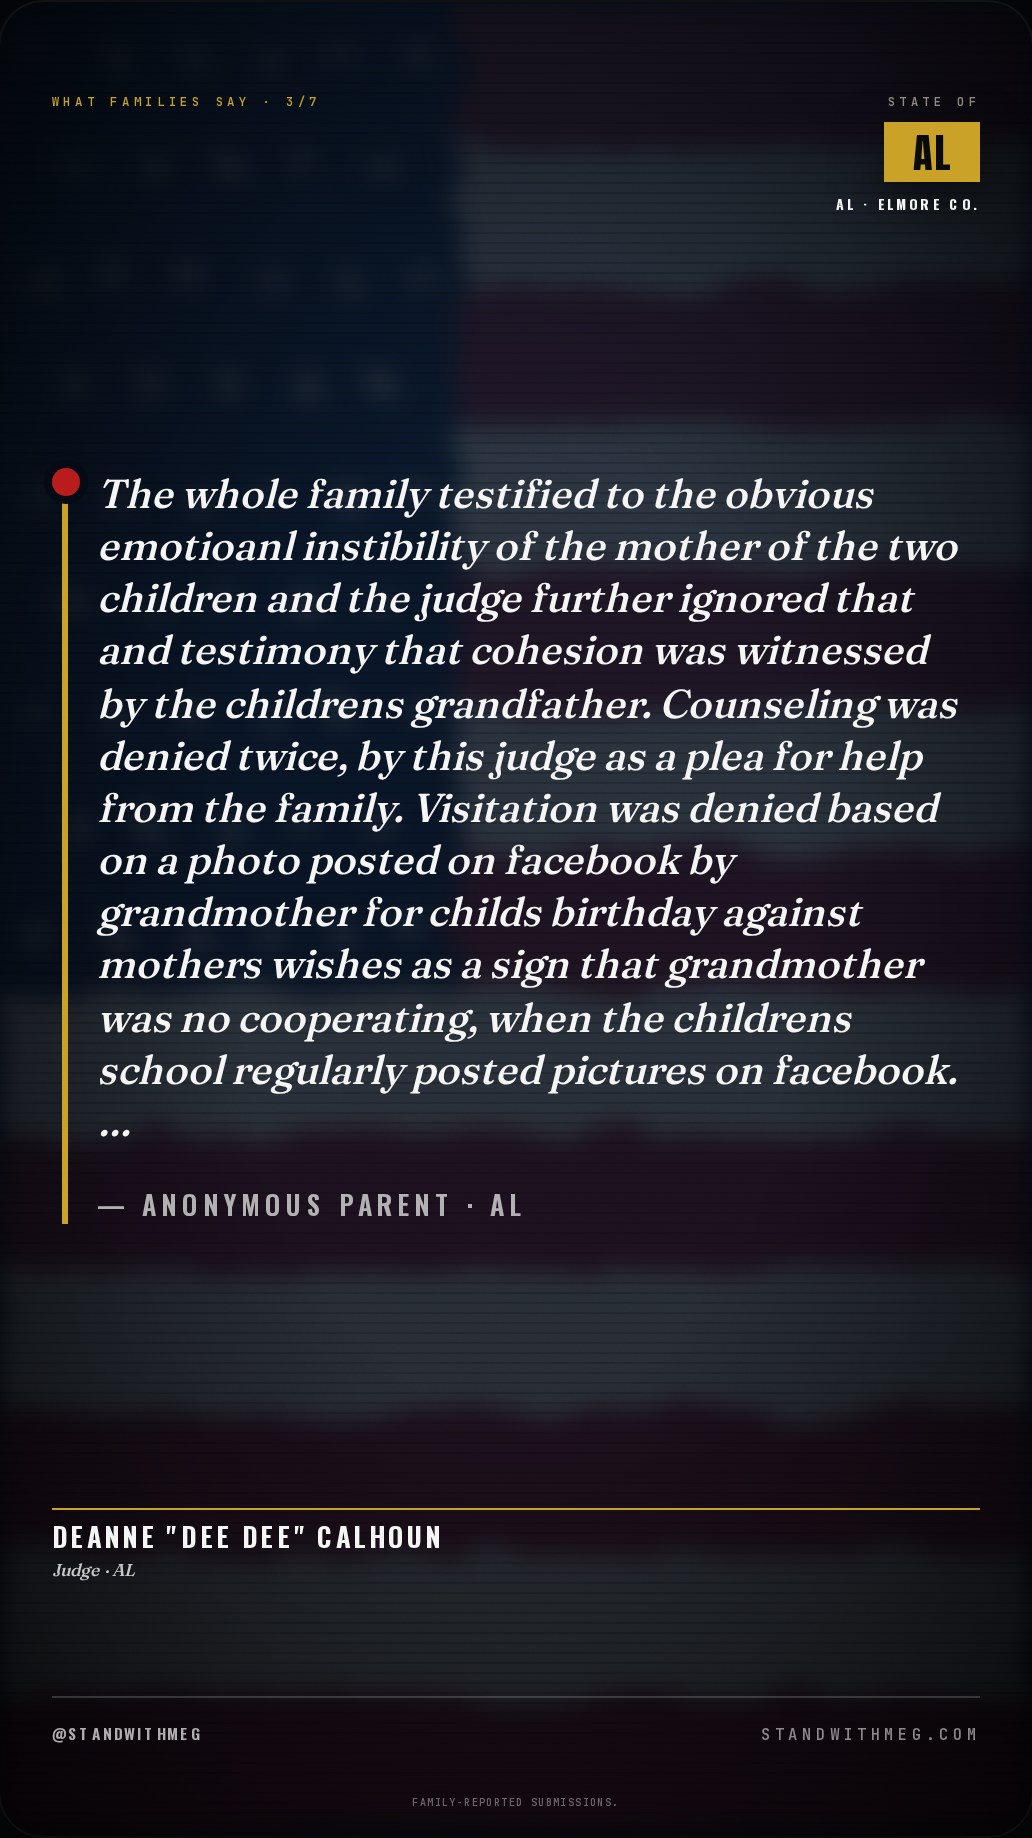 WHAT FAMILIES SAY · 3/7
STATE OF
AL
AL · ELMORE CO.
The whole family testified to the obvious
emotioanl instibility of the mother of the two
children and the judge further ignored that
and testimony that cohesion was witnessed
by the childrens grandfather. Counseling was
denied twice, by this judge as a plea for help
from the family. Visitation was denied based
on a photo posted on facebook by
grandmother for childs birthday against
mothers wishes as a sign that grandmother
was no cooperating, when the childrens
school regularly posted pictures on facebook.
...
— ANONYMOUS PARENT · AL
DEANNE "DEE DEE" CALHOUN
Judge · AL
@STANDWITHMEG
STANDWITHMEG.COM
FAMILY-REPORTED SUBMISSIONS.